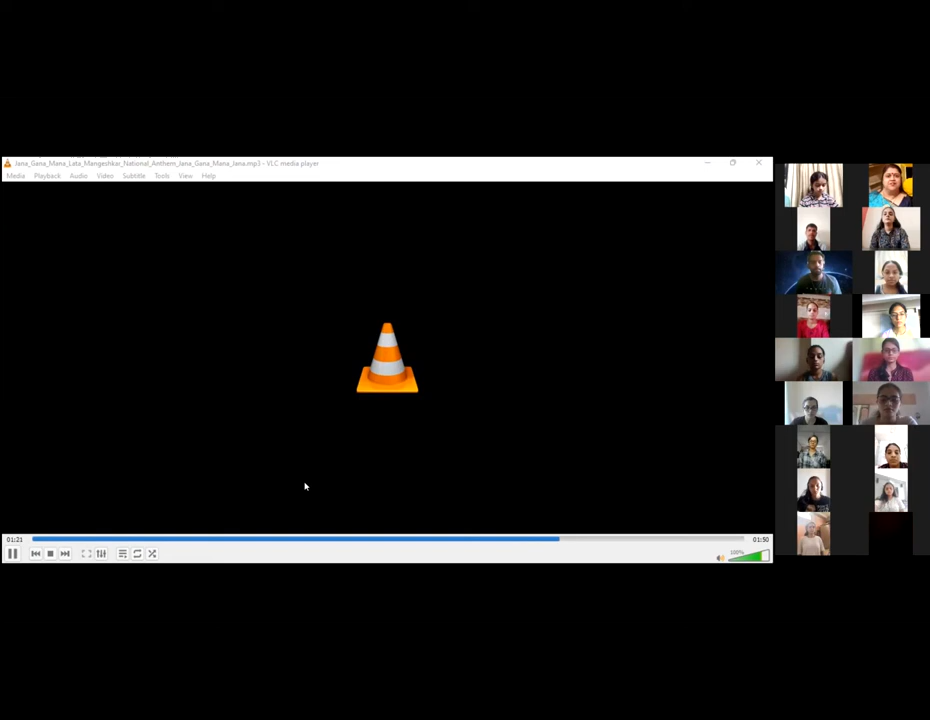 Jana_Gana_Mana_Lata_Mangeshkar_National_Anthem_Jana_Gana_Mana_Jana.mp3 - VLC media player
Media Playback Audio Video Subtitle Tools View Help
01:21 01:50
100%